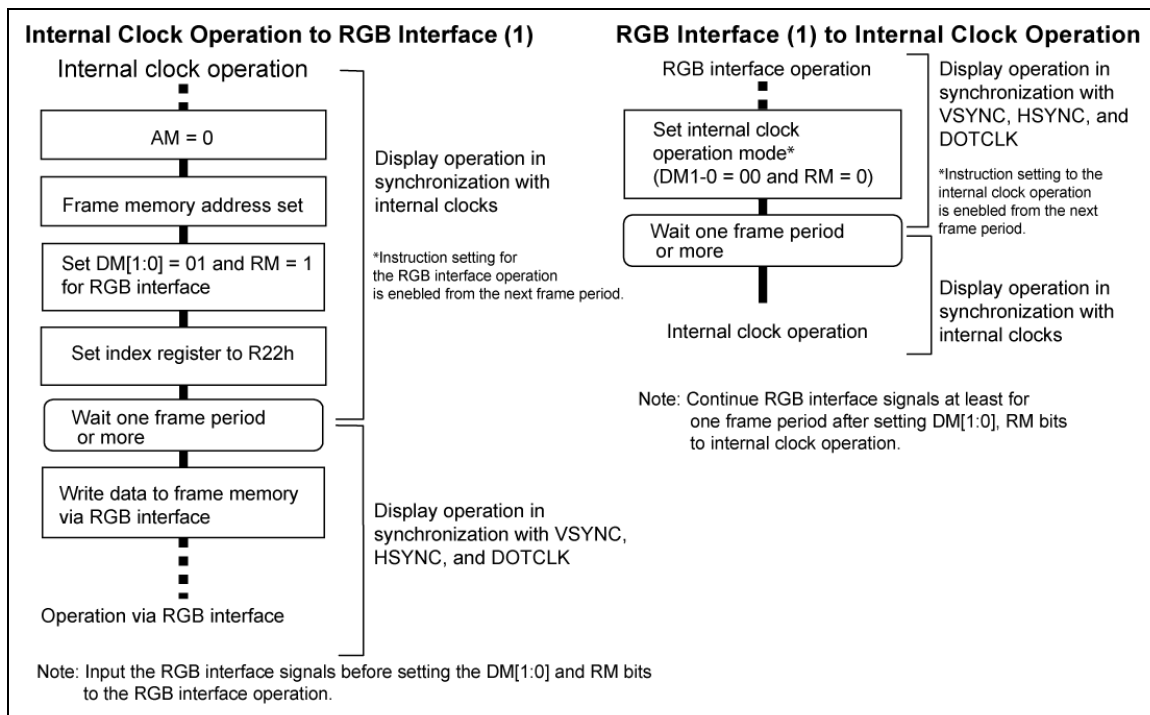 Internal Clock Operation to RGB Interface (1)
Internal clock operation
AM = 0
Frame memory address set
Set DM[1:0] = 01 and RM = 1
for RGB interface
Set index register to R22h
Wait one frame period
or more
Write data to frame memory
via RGB interface
Operation via RGB interface
Display operation in
synchronization with
internal clocks
*Instruction setting for
the RGB interface operation
is enabled from the next frame period.
Display operation in
synchronization with VSYNC,
HSYNC, and DOTCLK
Note: Input the RGB interface signals before setting the DM[1:0] and RM bits
to the RGB interface operation.
RGB Interface (1) to Internal Clock Operation
RGB interface operation
Set internal clock
operation mode*
(DM1-0 = 00 and RM = 0)
Wait one frame period
or more
Internal clock operation
Display operation in
synchronization with
VSYNC, HSYNC, and
DOTCLK
*Instruction setting to the
internal clock operation
is enabled from the next
frame period.
Display operation in
synchronization with
internal clocks
Note: Continue RGB interface signals at least for
one frame period after setting DM[1:0], RM bits
to internal clock operation.